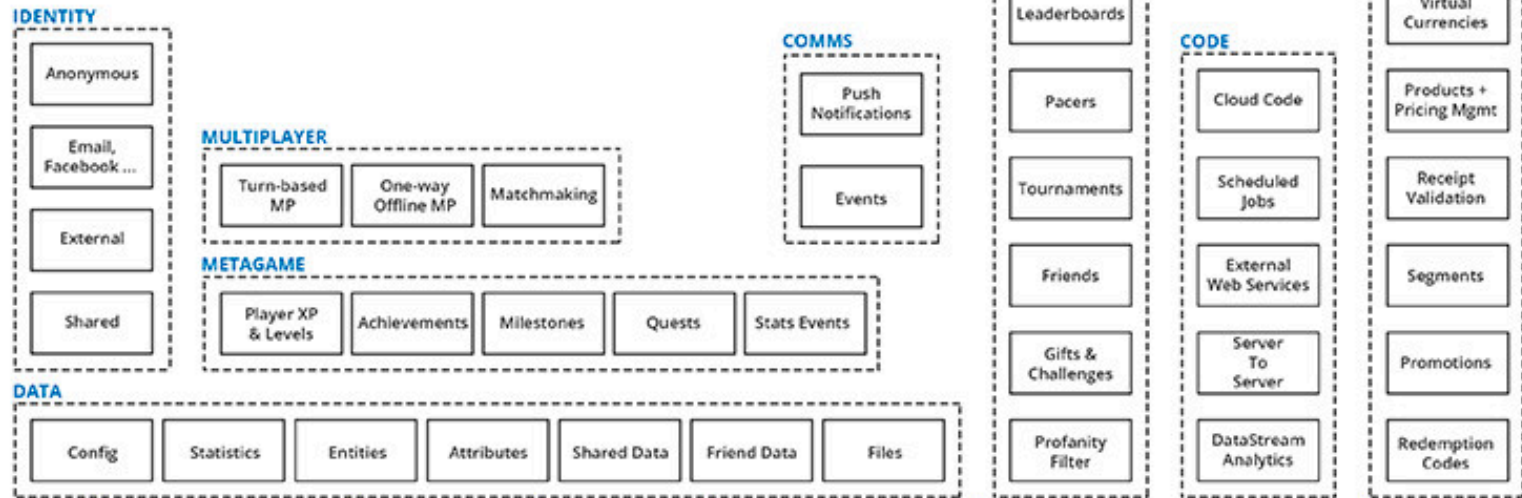 IDENTITY
Anonymous
Email,
Facebook ...
External
Shared
MULTIPLAYER
Turn-based
MP
One-way
Offline MP
Matchmaking
METAGAME
Player XP
& Levels
Achievements
Milestones
Quests
Stats Events
DATA
Config
Statistics
Entities
Attributes
Shared Data
Friend Data
Files
COMMS
Push
Notifications
Events
Leaderboards
Pacers
Tournaments
Friends
Gifts &
Challenges
Profanity
Filter
CODE
Cloud Code
Scheduled
Jobs
External
Web Services
Server
To
Server
DataStream
Analytics
Virtual
Currencies
Products +
Pricing Mgmt
Receipt
Validation
Segments
Promotions
Redemption
Codes